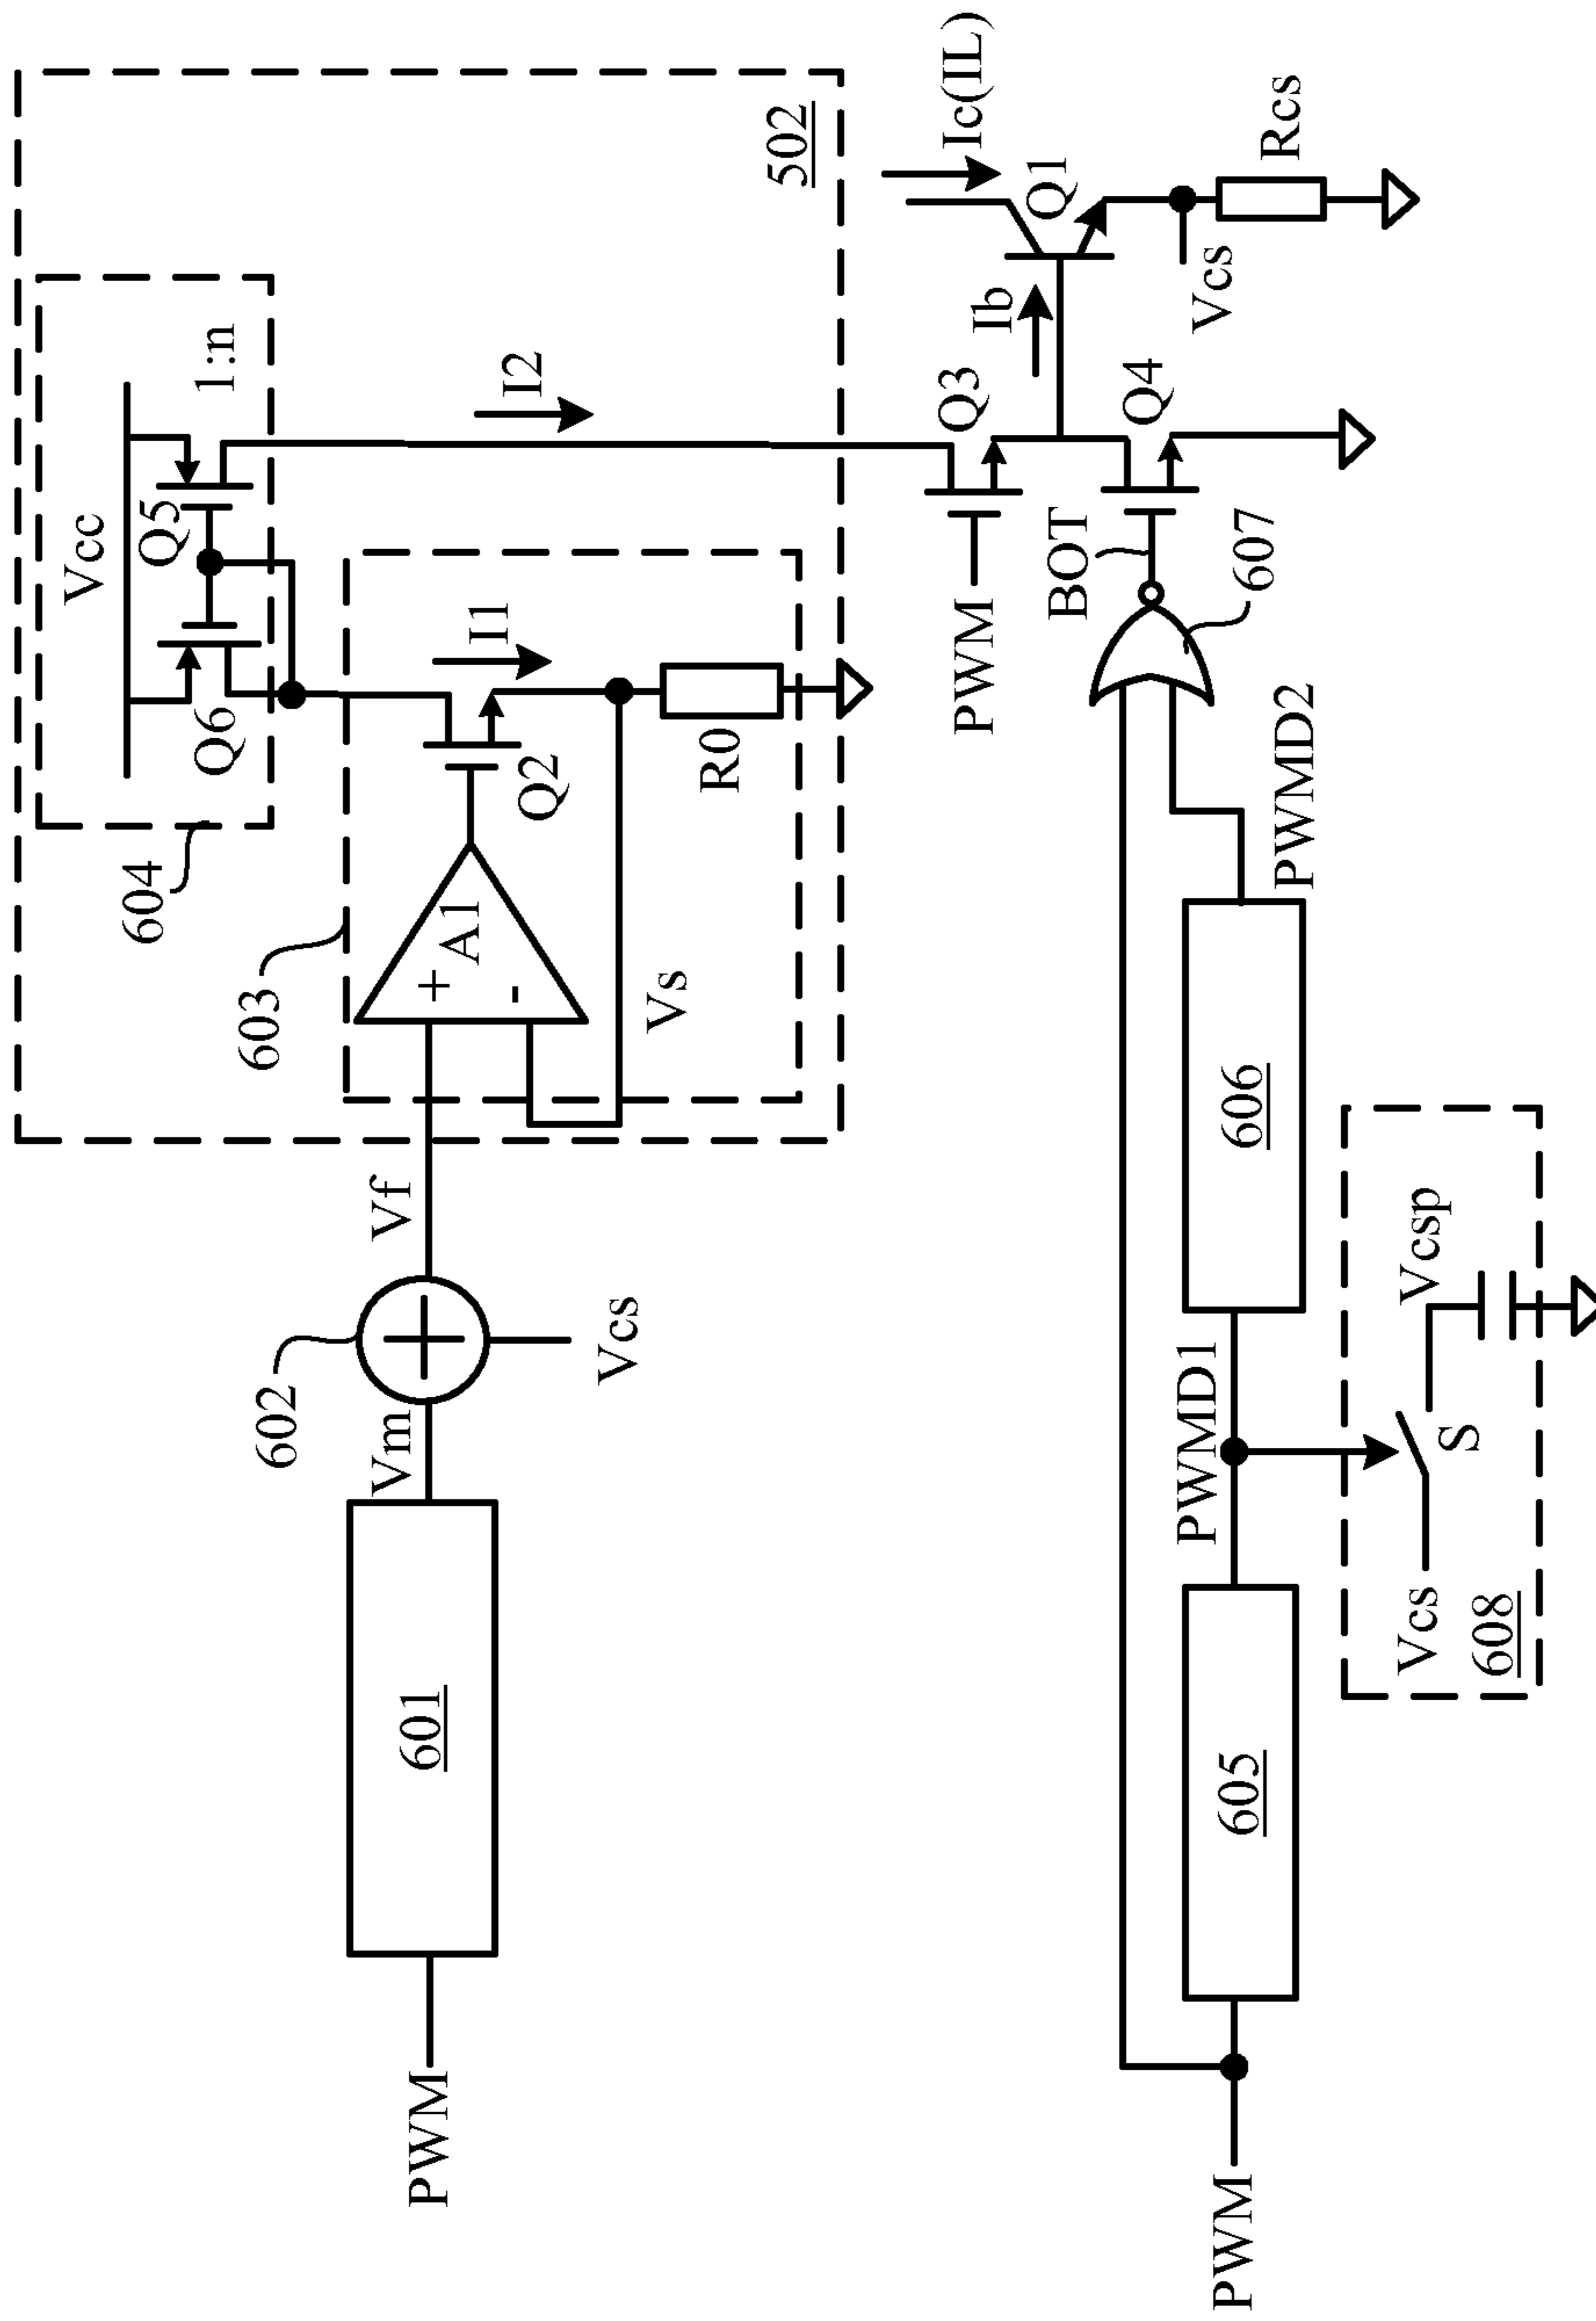 Vcc
Q6
Q5
1:n
604
603
I2
I1
A1
+
-
Q2
R0
Vs
502
PWM
601
Vm
602
Vcs
Vf
Ic(IL)
Q1
Ib
Q3
PWM
Vcs
Rcs
Q4
BOT
607
PWM
605
PWMD1
606
PWMD2
Vcs
S
Vcsp
608